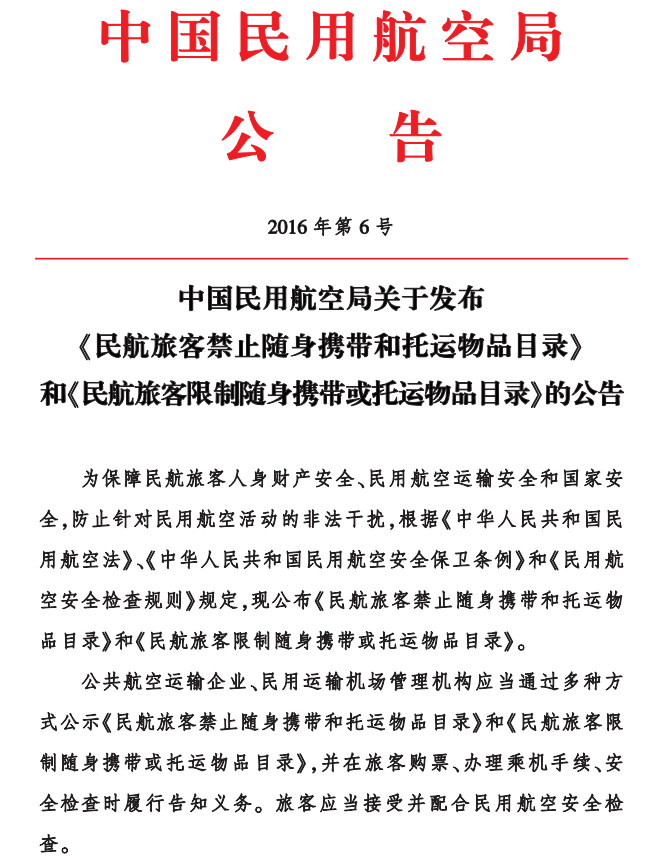 中国民用航空局
公告
2016年第6号
中国民用航空局关于发布
《民航旅客禁止随身携带和托运物品目录》
和《民航旅客限制随身携带或托运物品目录》的公告
为保障民航旅客人身财产安全、民用航空运输安全和国家安
全,防止针对民用航空活动的非法干扰,根据《中华人民共和国民
用航空法》、《中华人民共和国民用航空安全保卫条例》和《民用航
空安全检查规则》规定,现公布《民航旅客禁止随身携带和托运物
品目录》和《民航旅客限制随身携带或托运物品目录》。
公共航空运输企业、民用运输机场管理机构应当通过多种方
式公示《民航旅客禁止随身携带和托运物品目录》和《民航旅客限
制随身携带或托运物品目录》,并在旅客购票、办理乘机手续、安
全检查时履行告知义务。旅客应当接受并配合民用航空安全检
查。